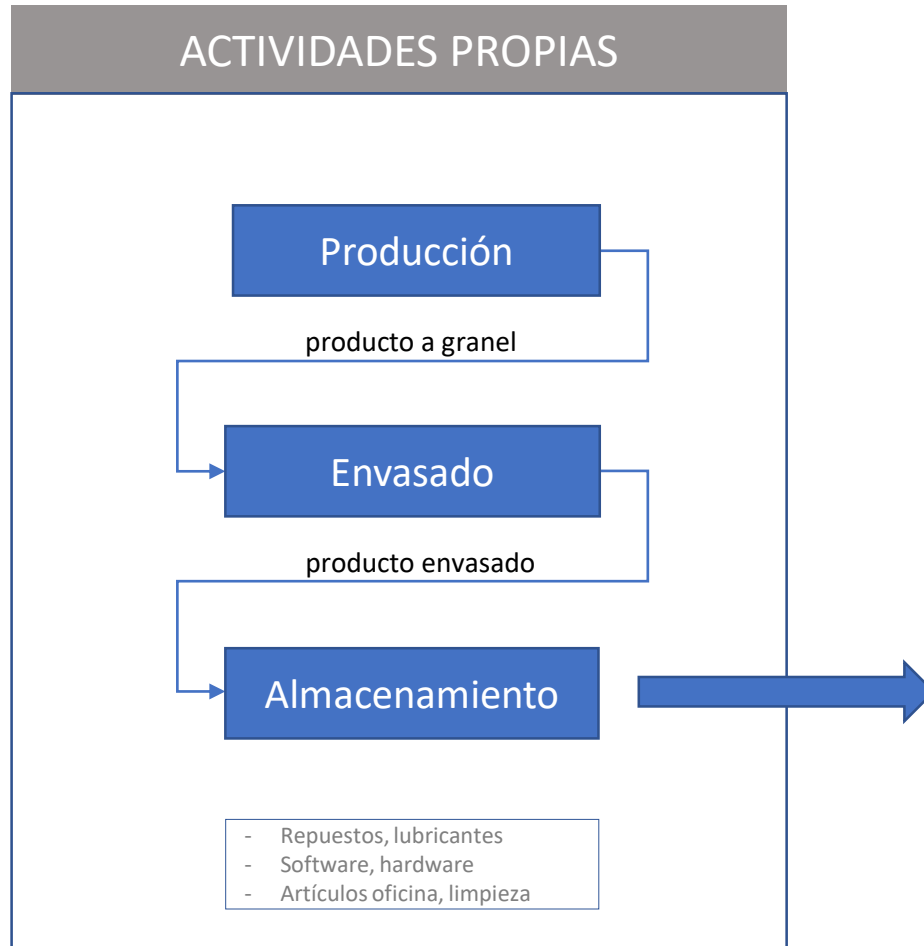 ACTIVIDADES PROPIAS
Producción
producto a granel
Envasado
producto envasado
Almacenamiento
- Repuestos, lubricantes
- Software, hardware
- Artículos oficina, limpieza